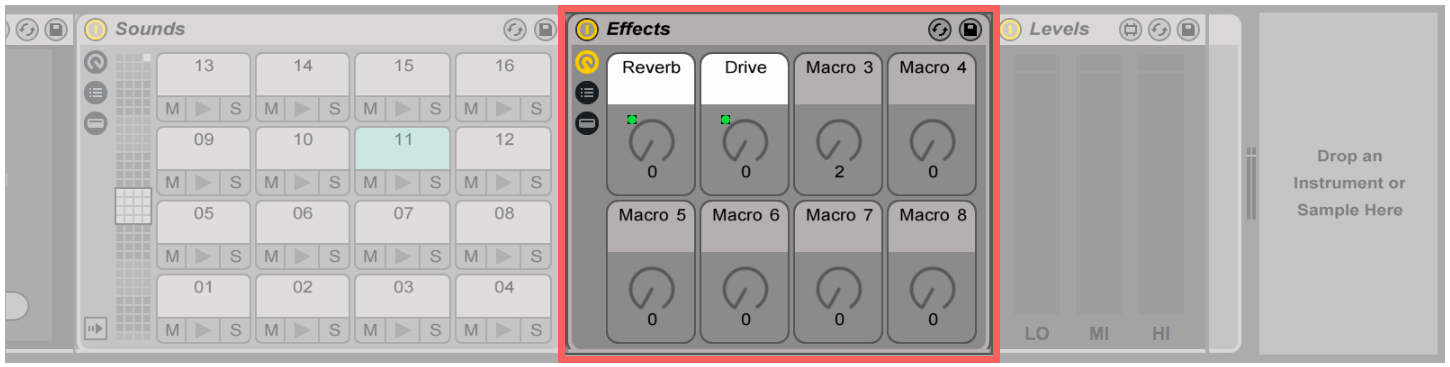 Sounds
13 14 15 16
M S M S M S M S
09 10 11 12
M S M S M S M S
05 06 07 08
M S M S M S M S
01 02 03 04
M S M S M S M S
Effects
Reverb Drive Macro 3 Macro 4
0 0 2 0
Macro 5 Macro 6 Macro 7 Macro 8
0 0 0 0
Levels
LO MI HI
Drop an
Instrument or
Sample Here